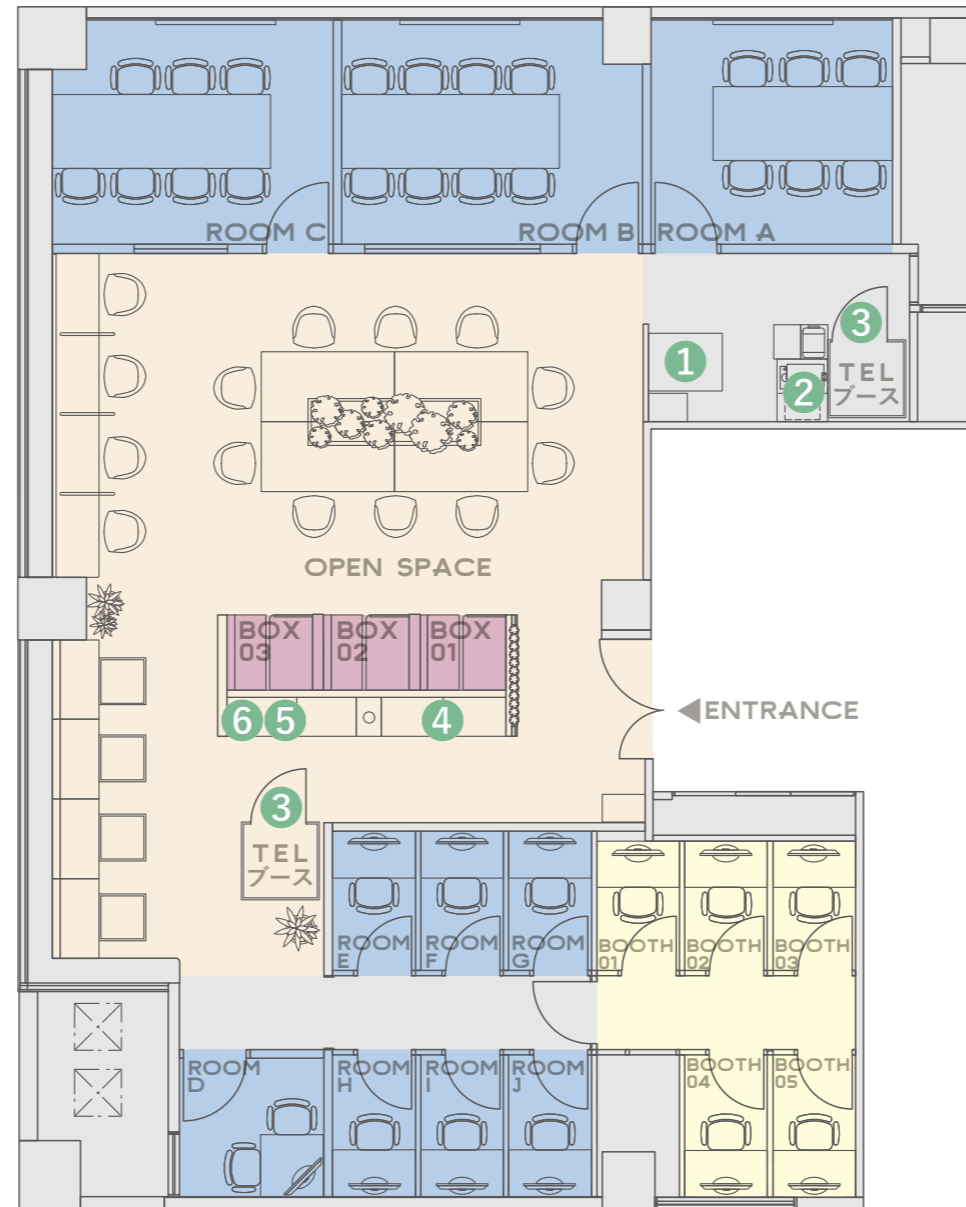 ROOM C
ROOM B
ROOM A
3
1
2
TEL
ブース
OPEN SPACE
BOX
03
BOX
02
BOX
01
6
5
4
ENTRANCE
3
TEL
ブース
ROOM
E
ROOM
F
ROOM
G
BOOTH
01
BOOTH
02
BOOTH
03
ROOM
D
ROOM
H
ROOM
I
ROOM
J
BOOTH
04
BOOTH
05